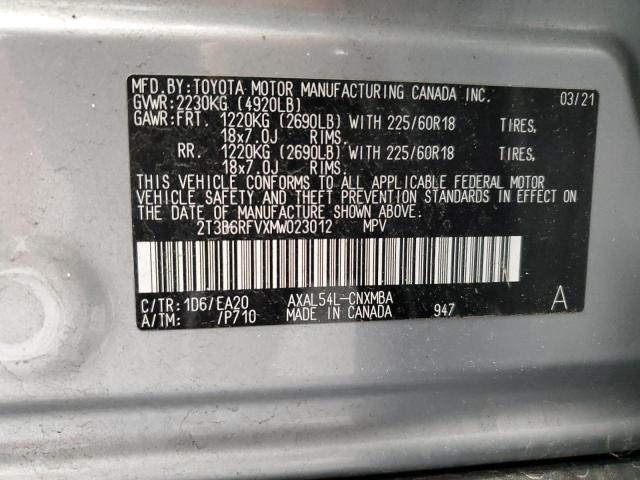 MFD.BY:TOYOTA MOTOR MANUFACTURING CANADA INC. 03/21
GVWR:2230KG (4920LB)
GAWR:FRT. 1220KG (2690LB) WITH 225/60R18 TIRES,
18x7.0J RIMS.
RR. 1220KG (2690LB) WITH 225/60R18 TIRES,
18x7.0J RIMS.
THIS VEHICLE CONFORMS TO ALL APPLICABLE FEDERAL MOTOR
VEHICLE SAFETY AND THEFT PREVENTION STANDARDS IN EFFECT
ON THE DATE OF MANUFACTURE SHOWN ABOVE.
2T3B6RFVXMW023012 MPV
C/TR:1D6/EA20 AXAL54L-CNXMBA A
A/TM: /P710 MADE IN CANADA 947